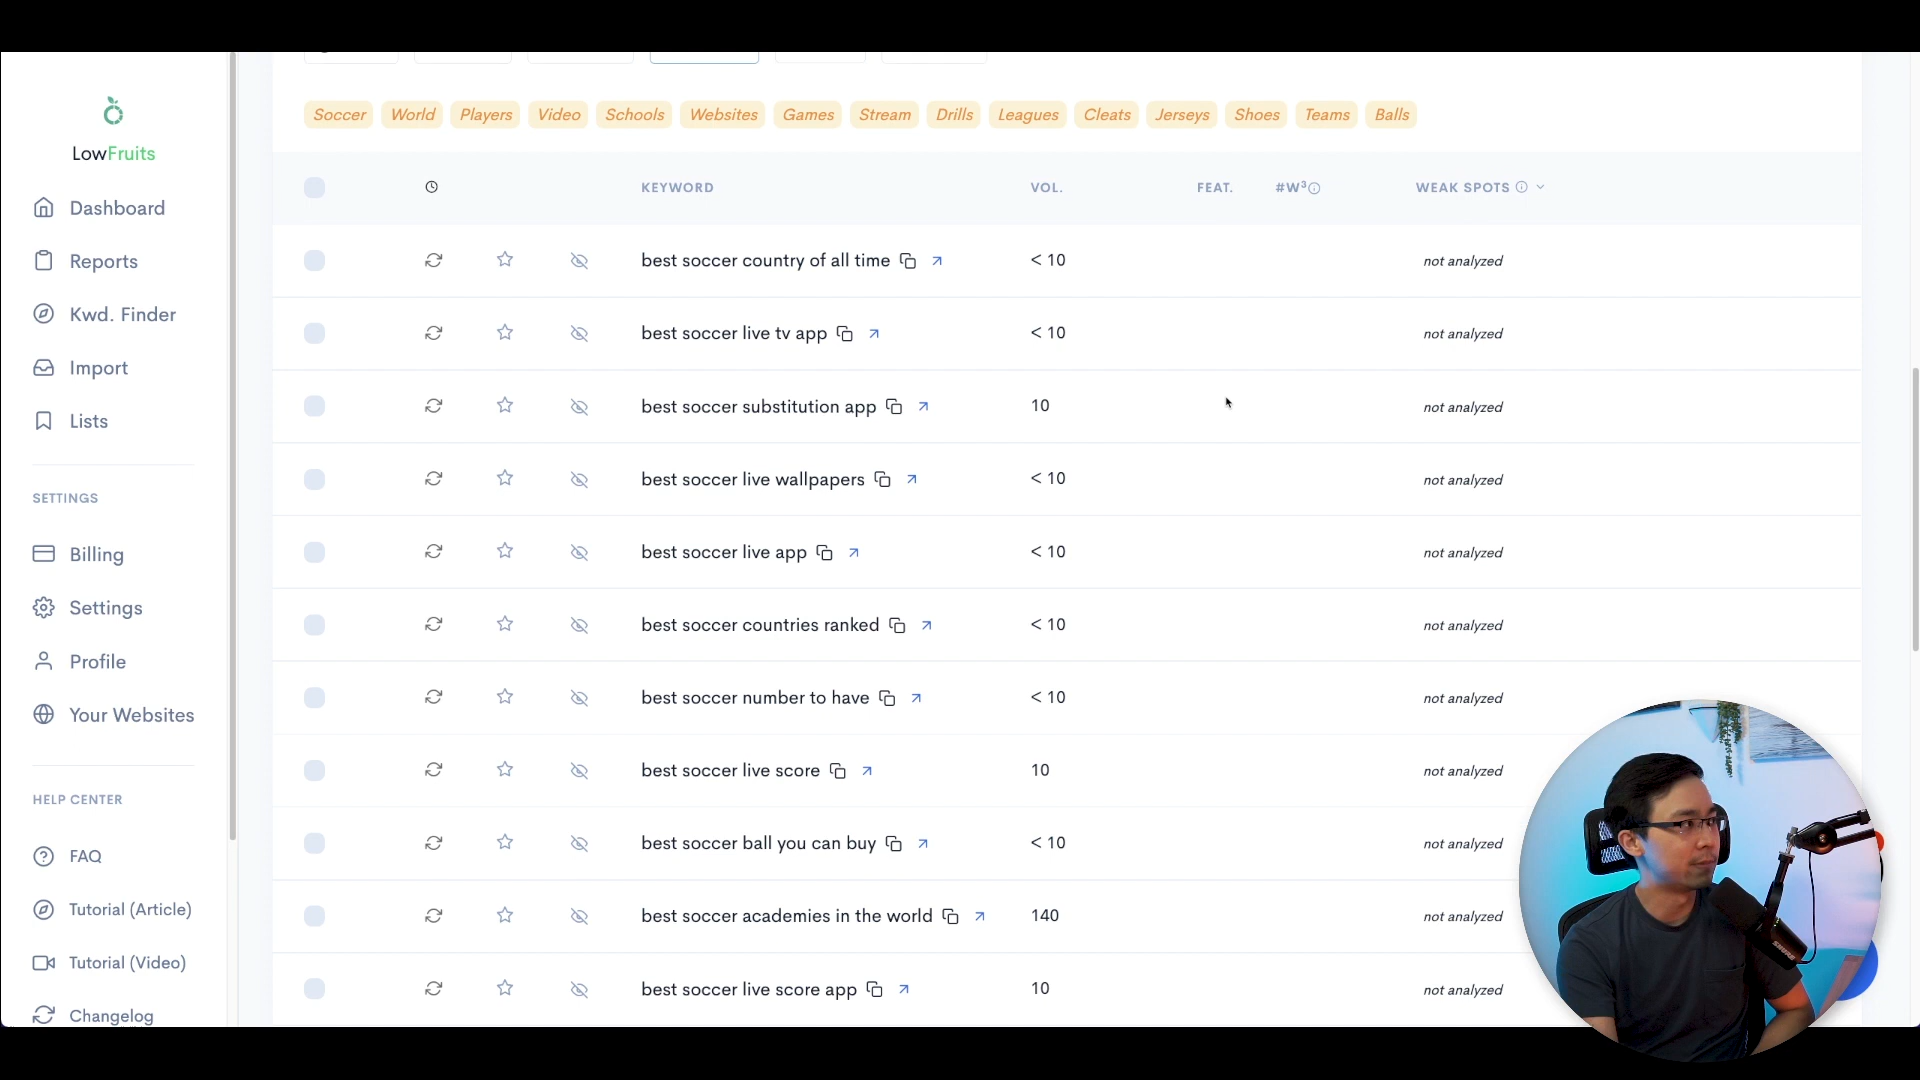 LowFruits
Dashboard
Reports
Kwd. Finder
Import
Lists
SETTINGS
Billing
Settings
Profile
Your Websites
HELP CENTER
FAQ
Tutorial (Article)
Tutorial (Video)
Changelog
Soccer World Players Video Schools Websites Games Stream Drills Leagues Cleats Jerseys Shoes Teams Balls
KEYWORD VOL. FEAT. #W³ WEAK SPOTS
best soccer country of all time < 10 not analyzed
best soccer live tv app < 10 not analyzed
best soccer substitution app 10 not analyzed
best soccer live wallpapers < 10 not analyzed
best soccer live app < 10 not analyzed
best soccer countries ranked < 10 not analyzed
best soccer number to have < 10 not analyzed
best soccer live score 10 not analyzed
best soccer ball you can buy < 10 not analyzed
best soccer academies in the world 140 not analyzed
best soccer live score app 10 not analyzed
SHURE